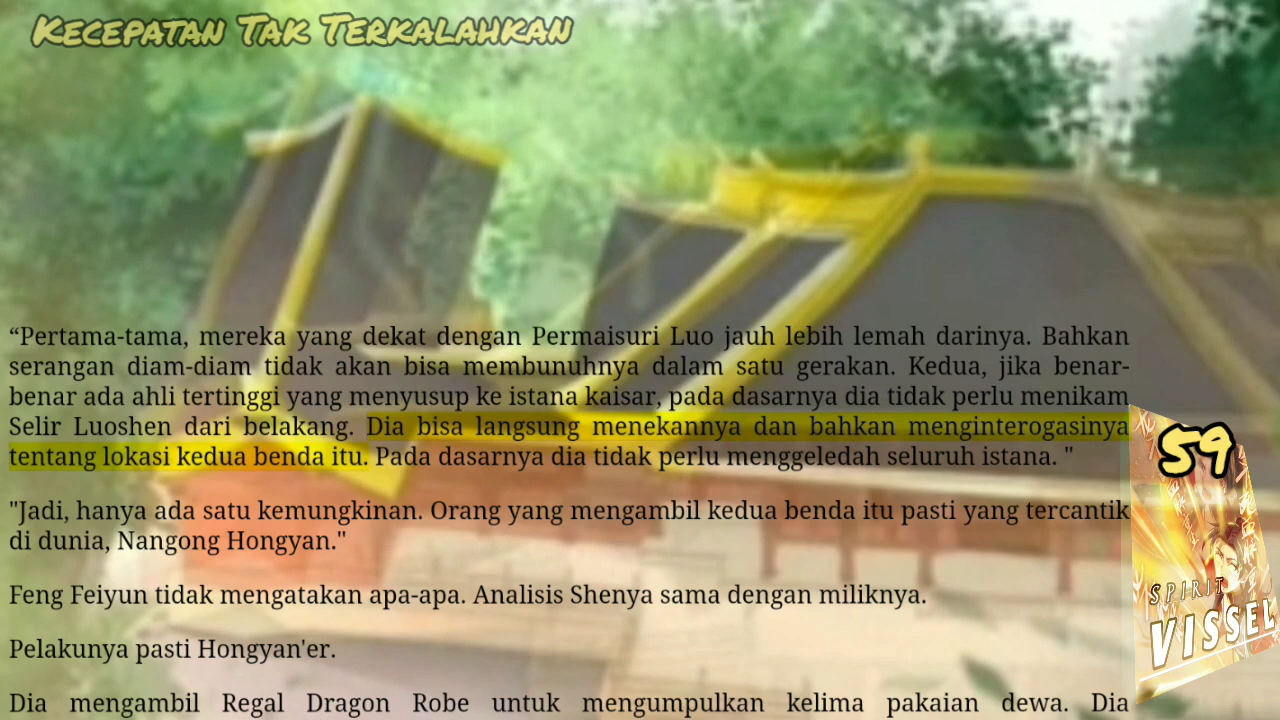 Kecepatan Tak Terkalahkan
“Pertama-tama, mereka yang dekat dengan Permaisuri Luo jauh lebih lemah darinya. Bahkan
serangan diam-diam tidak akan bisa membunuhnya dalam satu gerakan. Kedua, jika benar-
benar ada ahli tertinggi yang menyusup ke istana kaisar, pada dasarnya dia tidak perlu menikam
Selir Luoshen dari belakang. Dia bisa langsung menekannya dan bahkan menginterogasinya
tentang lokasi kedua benda itu. Pada dasarnya dia tidak perlu menggeledah seluruh istana. "
59
"Jadi, hanya ada satu kemungkinan. Orang yang mengambil kedua benda itu pasti yang tercantik
di dunia, Nangong Hongyan."
Feng Feiyun tidak mengatakan apa-apa. Analisis Shenya sama dengan miliknya.
SPIRIT
VISSEL
Pelakunya pasti Hongyan'er.
Dia mengambil Regal Dragon Robe untuk mengumpulkan kelima pakaian dewa. Dia